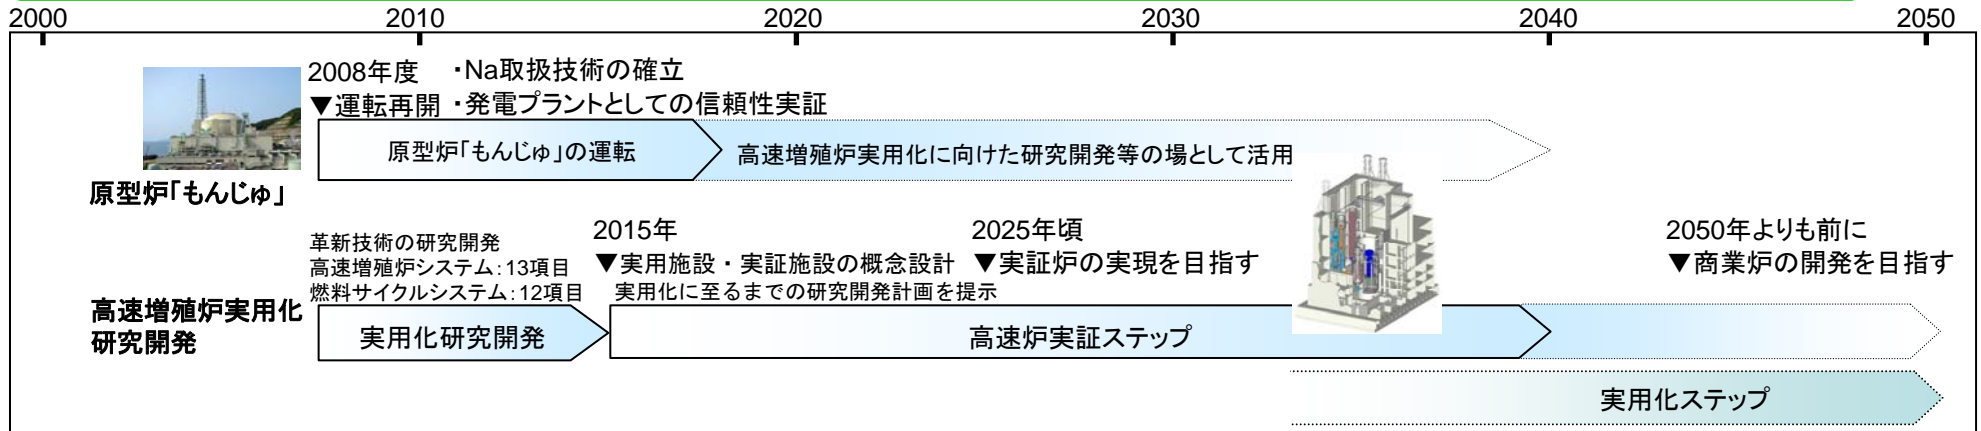 2000 2010 2020 2030 2040 2050
2008年度 ・Na取扱技術の確立
▼運転再開 ・発電プラントとしての信頼性実証
原型炉「もんじゅ」の運転
高速増殖炉実用化に向けた研究開発等の場として活用
原型炉「もんじゅ」
革新技術の研究開発
高速増殖炉システム:13項目
燃料サイクルシステム:12項目
2015年
▼実用施設・実証施設の概念設計
実用化に至るまでの研究開発計画を提示
2025年頃
▼実証炉の実現を目指す
2050年よりも前に
▼商業炉の開発を目指す
高速増殖炉実用化
研究開発
実用化研究開発
高速炉実証ステップ
実用化ステップ